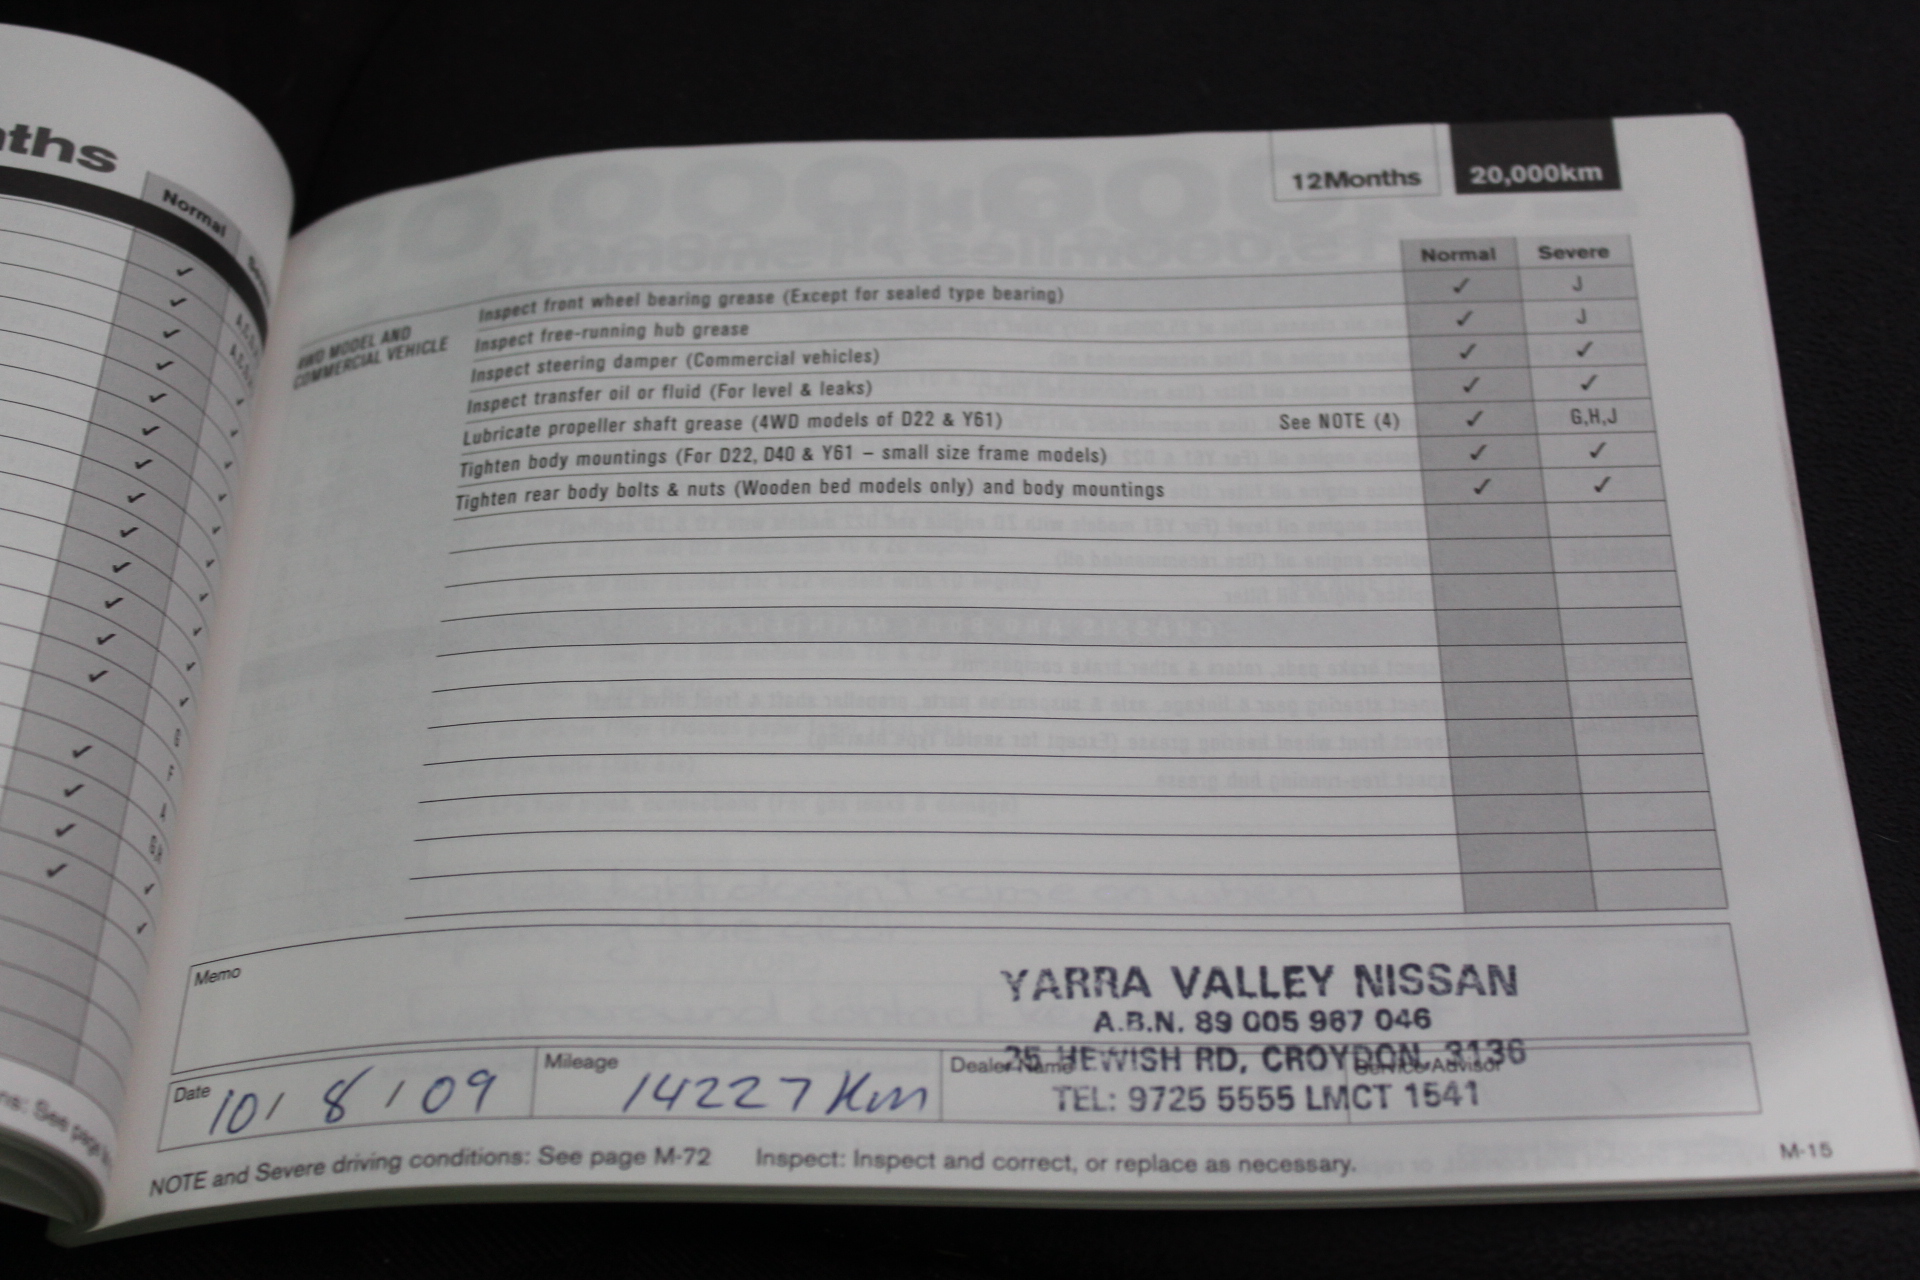 ths
Normal
12Months 20,000km
Normal Severe
4WD MODEL AND
COMMERCIAL VEHICLE
Inspect front wheel bearing grease (Except for sealed type bearing) ✓ J
Inspect free-running hub grease ✓ J
Inspect steering damper (Commercial vehicles) ✓ ✓
Inspect transfer oil or fluid (For level & leaks) ✓ ✓
Lubricate propeller shaft grease (4WD models of D22 & Y61) See NOTE (4) ✓ G,H,J
Tighten body mountings (For D22, D40 & Y61 – small size frame models) ✓ ✓
Tighten rear body bolts & nuts (Wooden bed models only) and body mountings ✓ ✓
Memo
YARRA VALLEY NISSAN
A.B.N. 89 005 987 046
35 HEWISH RD, CROYDON, 3136
TEL: 9725 5555 LMCT 1541
Date 10/ 8 / 09
Mileage 14227 Km
Dealer Name
Service Advisor
NOTE and Severe driving conditions: See page M-72 Inspect: Inspect and correct, or replace as necessary.
M-15